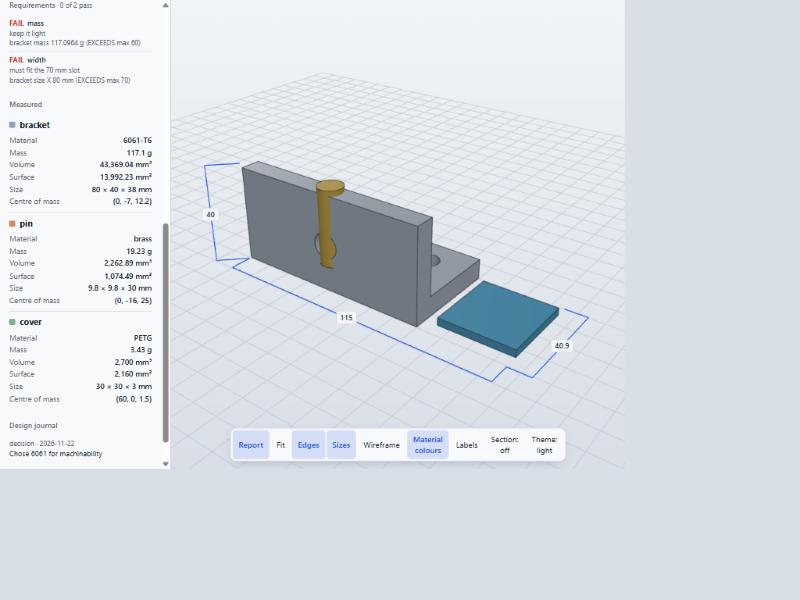 Requirements 0 of 2 pass
FAIL mass
keep it light
bracket mass 117.0964 g (EXCEEDS max 60)
FAIL width
must fit the 70 mm slot
bracket size X 80 mm (EXCEEDS max 70)
Measured
bracket
Material 6061-T6
Mass 117.1 g
Volume 43,369.04 mm³
Surface 13,992.23 mm²
Size 80 × 40 × 38 mm
Centre of mass (0, -7, 12.2)
pin
Material brass
Mass 19.23 g
Volume 2,262.89 mm³
Surface 1,074.49 mm²
Size 9.8 × 9.8 × 30 mm
Centre of mass (0, -16, 25)
cover
Material PETG
Mass 3.43 g
Volume 2,700 mm³
Surface 2,160 mm²
Size 30 × 30 × 3 mm
Centre of mass (60, 0, 1.5)
Design journal
decision · 2026-11-22
Chose 6061 for machinability
40
115
40.9
Report Fit Edges Sizes Wireframe Material colours Labels Section: off Theme: light